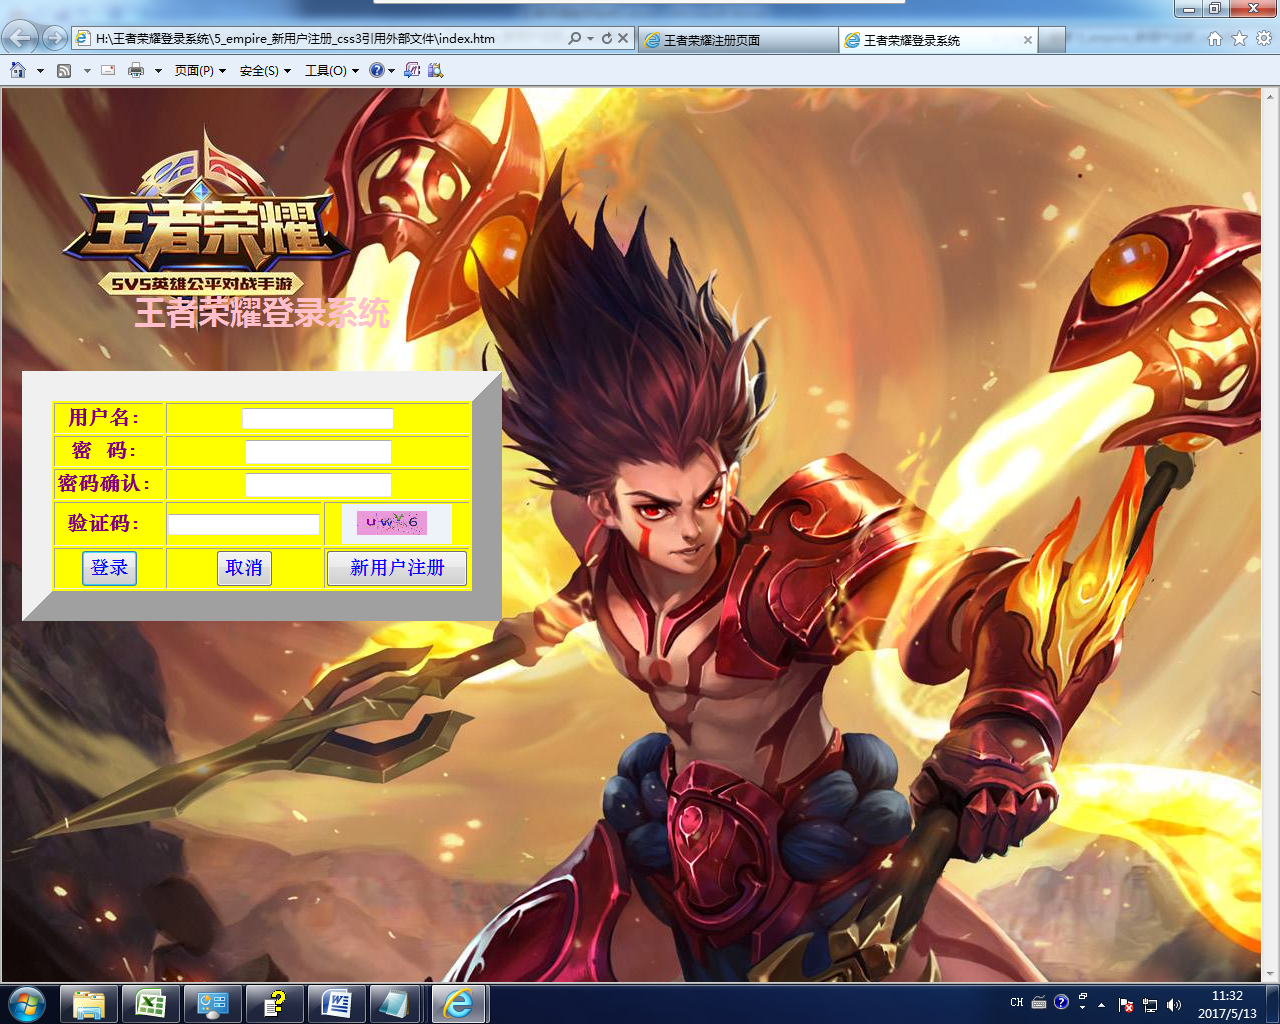 H:\王者荣耀登录系统\5_empire_新用户注册_css3引用外部文件\index.htm
王者荣耀注册页面
王者荣耀登录系统
页面(P)
安全(S)
工具(O)
王者荣耀
5V5英雄公平对战手游
王者荣耀登录系统
用户名:
密 码:
密码确认:
验证码:
登录
取消
新用户注册
CH
11:32
2017/5/13